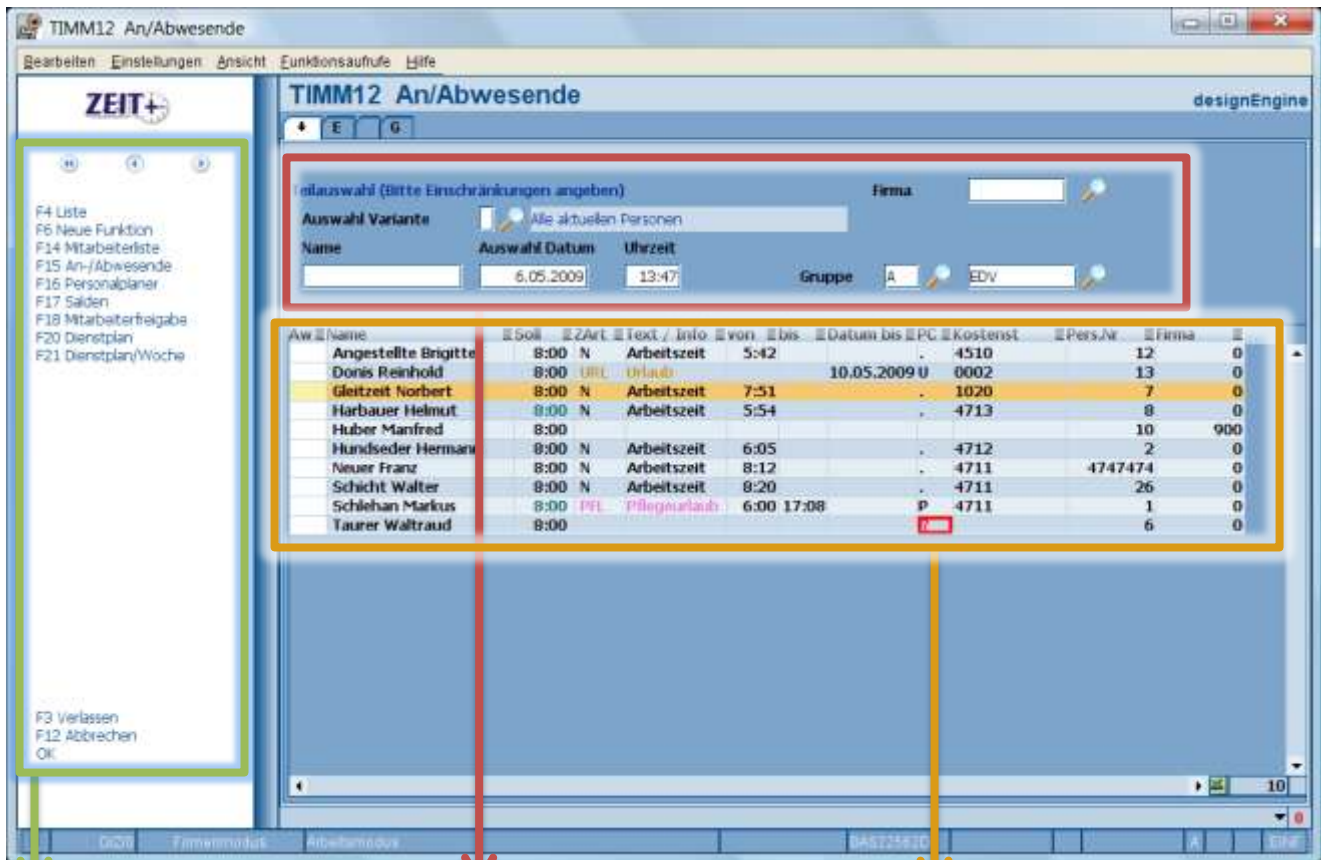 TIMM12 An/Abwesende
Bearbeiten Einstellungen Ansicht Funktionsaufrufe Hilfe
ZEIT+
TIMM12 An/Abwesende
designEngine
E G
F4 Liste
F6 Neue Funktion
F14 Mitarbeiterliste
F15 An-/Abwesende
F16 Personalplaner
F17 Salden
F18 Mitarbeiterfreigabe
F20 Dienstplan
F21 Dienstplan/Woche
F3 Verlassen
F12 Abbrechen
OK
Teilauswahl (Bitte Einschränkungen angeben) Firma
Auswahl Variante Alle aktuellen Personen
Name Auswahl Datum Uhrzeit
6.05.2009 13:47 Gruppe A EDV
Aw Name Soll ZArt Text / Info von bis Datum bis PC Kostenst Pers.Nr Firma
Angestellte Brigitte 8:00 N Arbeitszeit 5:42 . 4510 12 0
Donis Reinhold 8:00 URL Urlaub 10.05.2009 U 0002 13 0
Gleitzeit Norbert 8:00 N Arbeitszeit 7:51 . 1020 7 0
Harbauer Helmut 8:00 N Arbeitszeit 5:54 . 4713 8 0
Huber Manfred 8:00 10 900
Hundseder Hermann 8:00 N Arbeitszeit 6:05 . 4712 2 0
Neuer Franz 8:00 N Arbeitszeit 8:12 . 4711 4747474 0
Schicht Walter 8:00 N Arbeitszeit 8:20 . 4711 26 0
Schlehan Markus 8:00 PFL Pflegeurlaub 6:00 17:08 P 4711 1 0
Taurer Waltraud 8:00 6 0
10
0
Firmenmodus Arbeitsmodus A EINF